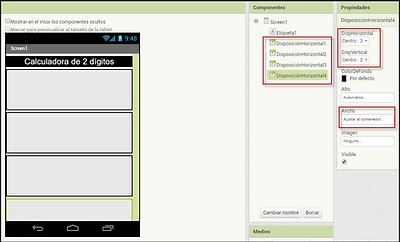 Mostrar en el Visor los componentes ocultos
Marcar para previsualizar al tamaño de la tablet
9:48
Screen1
Calculadora de 2 dígitos
Componentes
Screen1
Etiqueta1
DisposiciónHorizontal1
DisposiciónHorizontal2
DisposiciónHorizontal3
DisposiciónHorizontal4
Cambiar nombre
Borrar
Medios
Propiedades
DisposiciónHorizontal4
DispHorizontal
Centro : 3
DispVertical
Centro : 2
ColorDeFondo
Por defecto
Alto
Automático...
Ancho
Ajustar al contenedor...
Imagen
Ninguno...
Visible